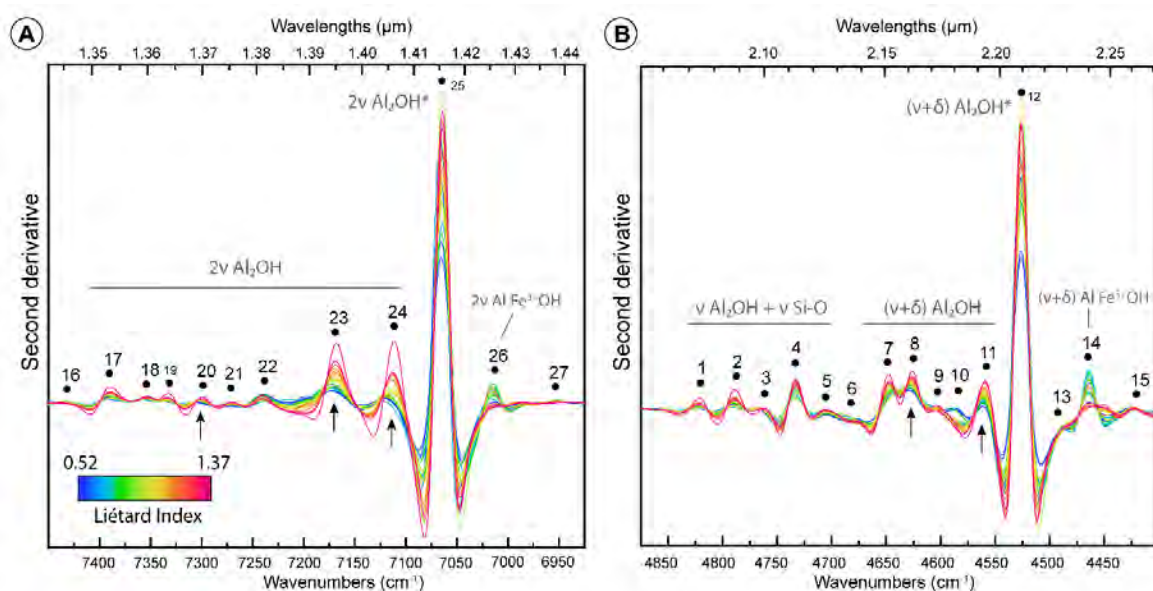 A
Wavelengths (μm)
1.35 1.36 1.37 1.38 1.39 1.40 1.41 1.42 1.43 1.44
Second derivative
2ν Al₂OH*
25
2ν Al₂OH
2ν Al Fe³⁺OH
16 17 18 19 20 21 22 23 24 26 27
0.52 1.37
Liétard Index
7400 7350 7300 7250 7200 7150 7100 7050 7000 6950
Wavenumbers (cm⁻¹)
B
Wavelengths (μm)
2.10 2.15 2.20 2.25
Second derivative
(ν+δ) Al₂OH*
12
ν Al₂OH + ν Si-O
(ν+δ) Al₂OH
(ν+δ) Al Fe³⁺OH
1 2 3 4 5 6 7 8 9 10 11 13 14 15
4850 4800 4750 4700 4650 4600 4550 4500 4450
Wavenumbers (cm⁻¹)